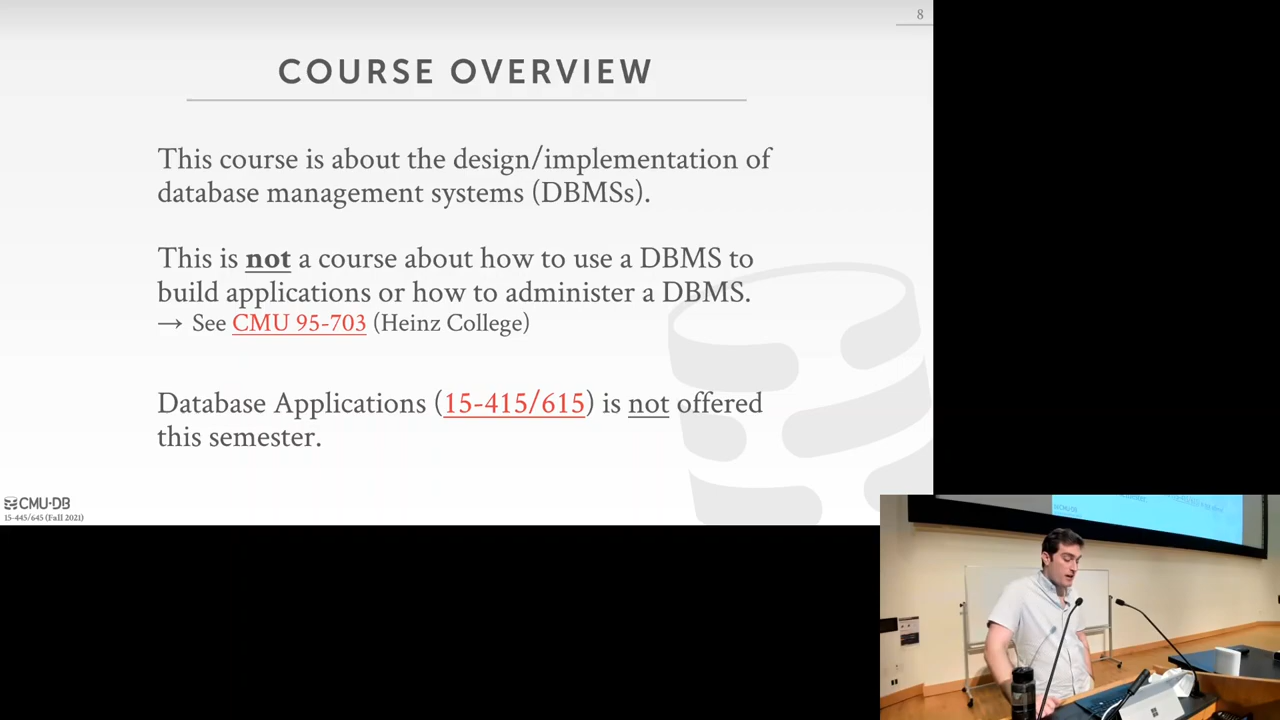 8
COURSE OVERVIEW
This course is about the design/implementation of
database management systems (DBMSs).
This is not a course about how to use a DBMS to
build applications or how to administer a DBMS.
→ See CMU 95-703 (Heinz College)
Database Applications (15-415/615) is not offered
this semester.
CMU·DB
15-445/645 (Fall 2021)